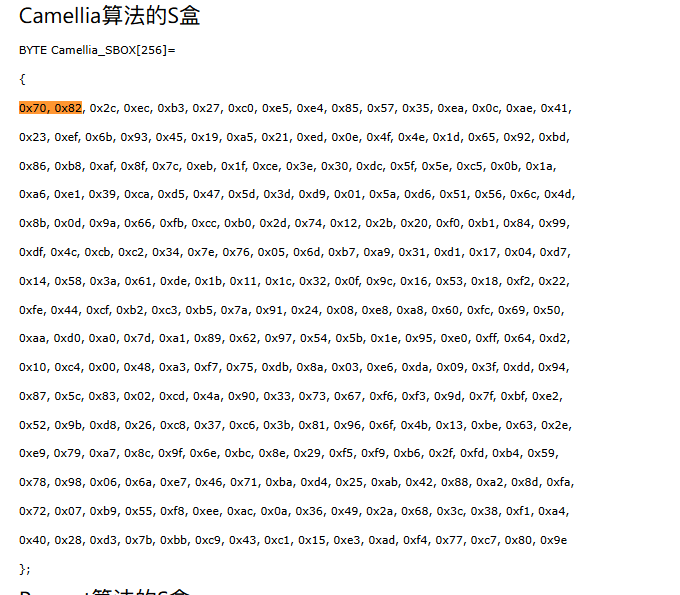 Camellia算法的S盒
BYTE Camellia_SBOX[256]=
{
0x70, 0x82, 0x2c, 0xec, 0xb3, 0x27, 0xc0, 0xe5, 0xe4, 0x85, 0x57, 0x35, 0xea, 0x0c, 0xae, 0x41,
0x23, 0xef, 0x6b, 0x93, 0x45, 0x19, 0xa5, 0x21, 0xed, 0x0e, 0x4f, 0x4e, 0x1d, 0x65, 0x92, 0xbd,
0x86, 0xb8, 0xaf, 0x8f, 0x7c, 0xeb, 0x1f, 0xce, 0x3e, 0x30, 0xdc, 0x5f, 0x5e, 0xc5, 0x0b, 0x1a,
0xa6, 0xe1, 0x39, 0xca, 0xd5, 0x47, 0x5d, 0x3d, 0xd9, 0x01, 0x5a, 0xd6, 0x51, 0x56, 0x6c, 0x4d,
0x8b, 0x0d, 0x9a, 0x66, 0xfb, 0xcc, 0xb0, 0x2d, 0x74, 0x12, 0x2b, 0x20, 0xf0, 0xb1, 0x84, 0x99,
0xdf, 0x4c, 0xcb, 0xc2, 0x34, 0x7e, 0x76, 0x05, 0x6d, 0xb7, 0xa9, 0x31, 0xd1, 0x17, 0x04, 0xd7,
0x14, 0x58, 0x3a, 0x61, 0xde, 0x1b, 0x11, 0x1c, 0x32, 0x0f, 0x9c, 0x16, 0x53, 0x18, 0xf2, 0x22,
0xfe, 0x44, 0xcf, 0xb2, 0xc3, 0xb5, 0x7a, 0x91, 0x24, 0x08, 0xe8, 0xa8, 0x60, 0xfc, 0x69, 0x50,
0xaa, 0xd0, 0xa0, 0x7d, 0xa1, 0x89, 0x62, 0x97, 0x54, 0x5b, 0x1e, 0x95, 0xe0, 0xff, 0x64, 0xd2,
0x10, 0xc4, 0x00, 0x48, 0xa3, 0xf7, 0x75, 0xdb, 0x8a, 0x03, 0xe6, 0xda, 0x09, 0x3f, 0xdd, 0x94,
0x87, 0x5c, 0x83, 0x02, 0xcd, 0x4a, 0x90, 0x33, 0x73, 0x67, 0xf6, 0xf3, 0x9d, 0x7f, 0xbf, 0xe2,
0x52, 0x9b, 0xd8, 0x26, 0xc8, 0x37, 0xc6, 0x3b, 0x81, 0x96, 0x6f, 0x4b, 0x13, 0xbe, 0x63, 0x2e,
0xe9, 0x79, 0xa7, 0x8c, 0x9f, 0x6e, 0xbc, 0x8e, 0x29, 0xf5, 0xf9, 0xb6, 0x2f, 0xfd, 0xb4, 0x59,
0x78, 0x98, 0x06, 0x6a, 0xe7, 0x46, 0x71, 0xba, 0xd4, 0x25, 0xab, 0x42, 0x88, 0xa2, 0x8d, 0xfa,
0x72, 0x07, 0xb9, 0x55, 0xf8, 0xee, 0xac, 0x0a, 0x36, 0x49, 0x2a, 0x68, 0x3c, 0x38, 0xf1, 0xa4,
0x40, 0x28, 0xd3, 0x7b, 0xbb, 0xc9, 0x43, 0xc1, 0x15, 0xe3, 0xad, 0xf4, 0x77, 0xc7, 0x80, 0x9e
};